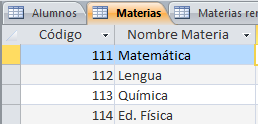 Alumnos Materias Materias re
Código Nombre Materia
111 Matemática
112 Lengua
113 Química
114 Ed. Física